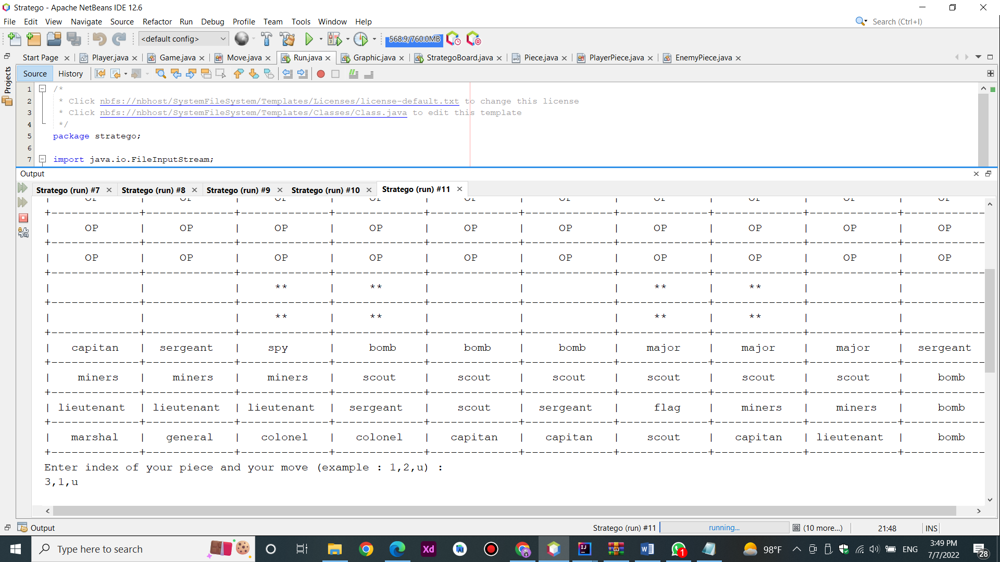 Stratego - Apache NetBeans IDE 12.6
File Edit View Navigate Source Refactor Run Debug Profile Team Tools Window Help Search (Ctrl+I)
<default config> 568.9/760.0MB
Start Page Player.java Game.java Move.java Run.java Graphic.java StrategoBoard.java Piece.java PlayerPiece.java EnemyPiece.java
Projects
Source History
1 /*
2 * Click nbfs://nbhost/SystemFileSystem/Templates/Licenses/license-default.txt to change this license
3 * Click nbfs://nbhost/SystemFileSystem/Templates/Classes/Class.java to edit this template
4 */
5 package stratego;
6
7 import java.io.FileInputStream;
Output
Stratego (run) #7 Stratego (run) #8 Stratego (run) #9 Stratego (run) #10 Stratego (run) #11
| OP | OP | OP | OP | OP | OP | OP | OP | OP | OP
+-------------+-------------+-------------+-------------+-------------+-------------+-------------+-------------+-------------+------------
| OP | OP | OP | OP | OP | OP | OP | OP | OP | OP
+-------------+-------------+-------------+-------------+-------------+-------------+-------------+-------------+-------------+------------
| OP | OP | OP | OP | OP | OP | OP | OP | OP | OP
+-------------+-------------+-------------+-------------+-------------+-------------+-------------+-------------+-------------+------------
| | | ** | ** | | | ** | ** | |
+-------------+-------------+-------------+-------------+-------------+-------------+-------------+-------------+-------------+------------
| | | ** | ** | | | ** | ** | |
+-------------+-------------+-------------+-------------+-------------+-------------+-------------+-------------+-------------+------------
| capitan | sergeant | spy | bomb | bomb | bomb | major | major | major | sergeant
+-------------+-------------+-------------+-------------+-------------+-------------+-------------+-------------+-------------+------------
| miners | miners | miners | scout | scout | scout | scout | scout | scout | bomb
+-------------+-------------+-------------+-------------+-------------+-------------+-------------+-------------+-------------+------------
| lieutenant | lieutenant | lieutenant | sergeant | scout | sergeant | flag | miners | miners | bomb
+-------------+-------------+-------------+-------------+-------------+-------------+-------------+-------------+-------------+------------
| marshal | general | colonel | colonel | capitan | capitan | scout | capitan | lieutenant | bomb
+-------------+-------------+-------------+-------------+-------------+-------------+-------------+-------------+-------------+------------
Enter index of your piece and your move (example : 1,2,u) :
3,1,u
Output Stratego (run) #11 running... (10 more...) 21:48 INS
Type here to search 98°F ENG 3:49 PM
7/7/2022 28